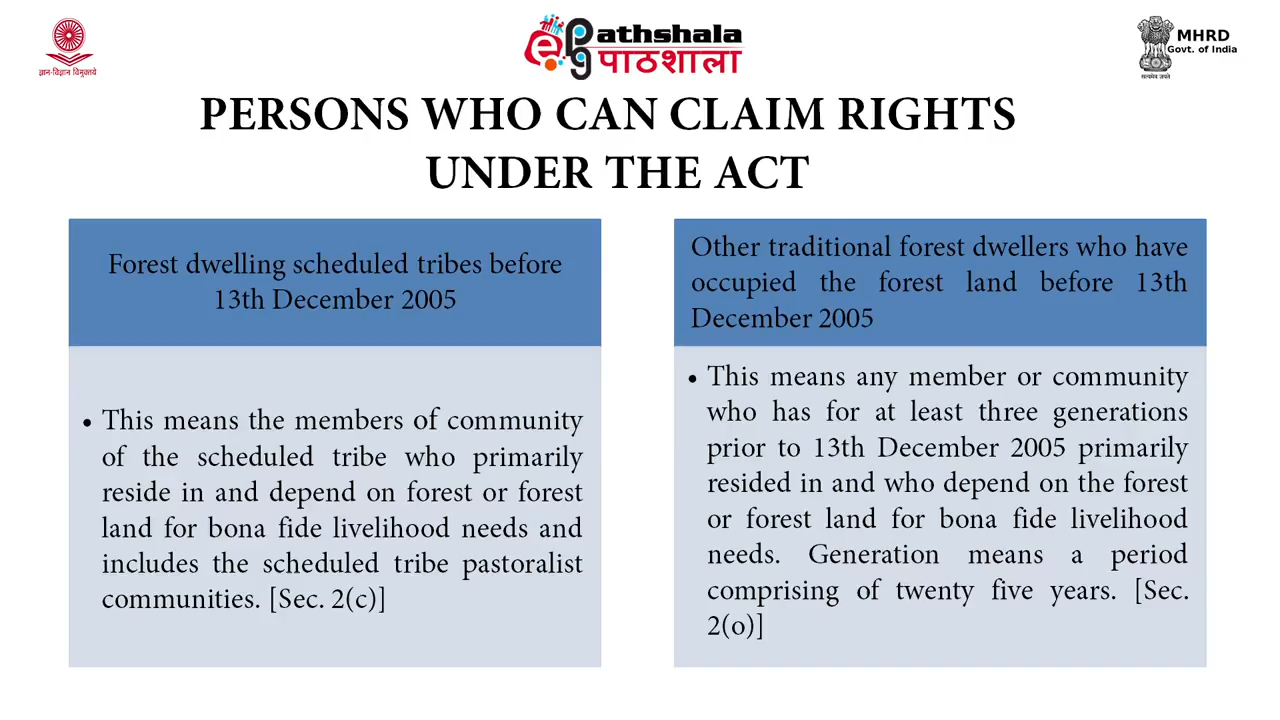 ज्ञान-विज्ञान विमुक्तये
ePGathshala
पाठशाला
MHRD
Govt. of India
सत्यमेव जयते
PERSONS WHO CAN CLAIM RIGHTS
UNDER THE ACT
Forest dwelling scheduled tribes before
13th December 2005
• This means the members of community
of the scheduled tribe who primarily
reside in and depend on forest or forest
land for bona fide livelihood needs and
includes the scheduled tribe pastoralist
communities. [Sec. 2(c)]
Other traditional forest dwellers who have
occupied the forest land before 13th
December 2005
• This means any member or community
who has for at least three generations
prior to 13th December 2005 primarily
resided in and who depend on the forest
or forest land for bona fide livelihood
needs. Generation means a period
comprising of twenty five years. [Sec.
2(o)]